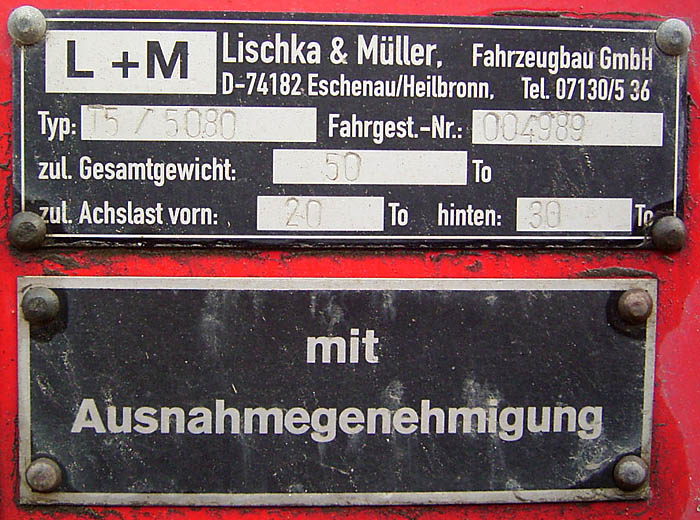 L + M Lischka & Müller, Fahrzeugbau GmbH
D-74182 Eschenau/Heilbronn, Tel. 07130/5 36
Typ: T5 / 5080 Fahrgest.-Nr.: 004989
zul. Gesamtgewicht: 50 To
zul. Achslast vorn: 20 To hinten: 30 To
mit
Ausnahmegenehmigung